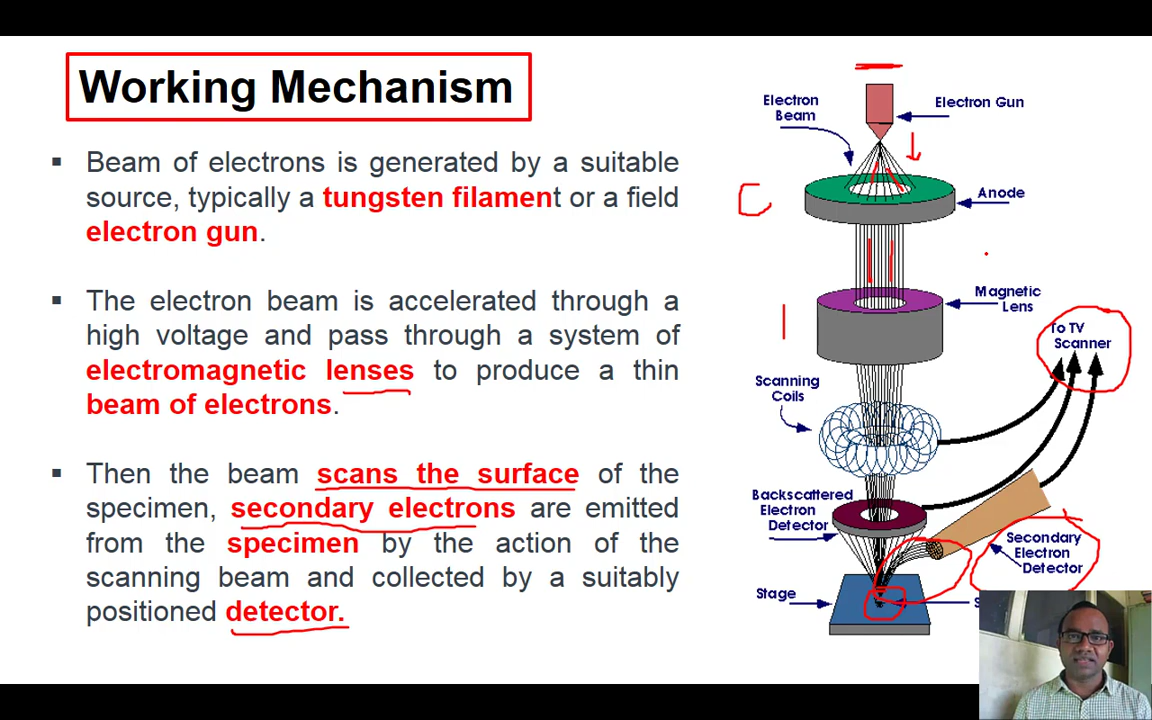 Working Mechanism
▪ Beam of electrons is generated by a suitable
source, typically a tungsten filament or a field
electron gun.
▪ The electron beam is accelerated through a
high voltage and pass through a system of
electromagnetic lenses to produce a thin
beam of electrons.
▪ Then the beam scans the surface of the
specimen, secondary electrons are emitted
from the specimen by the action of the
scanning beam and collected by a suitably
positioned detector.
Electron
Beam
Electron Gun
Anode
Magnetic
Lens
To TV
Scanner
Scanning
Coils
Backscattered
Electron
Detector
Secondary
Electron
Detector
Stage